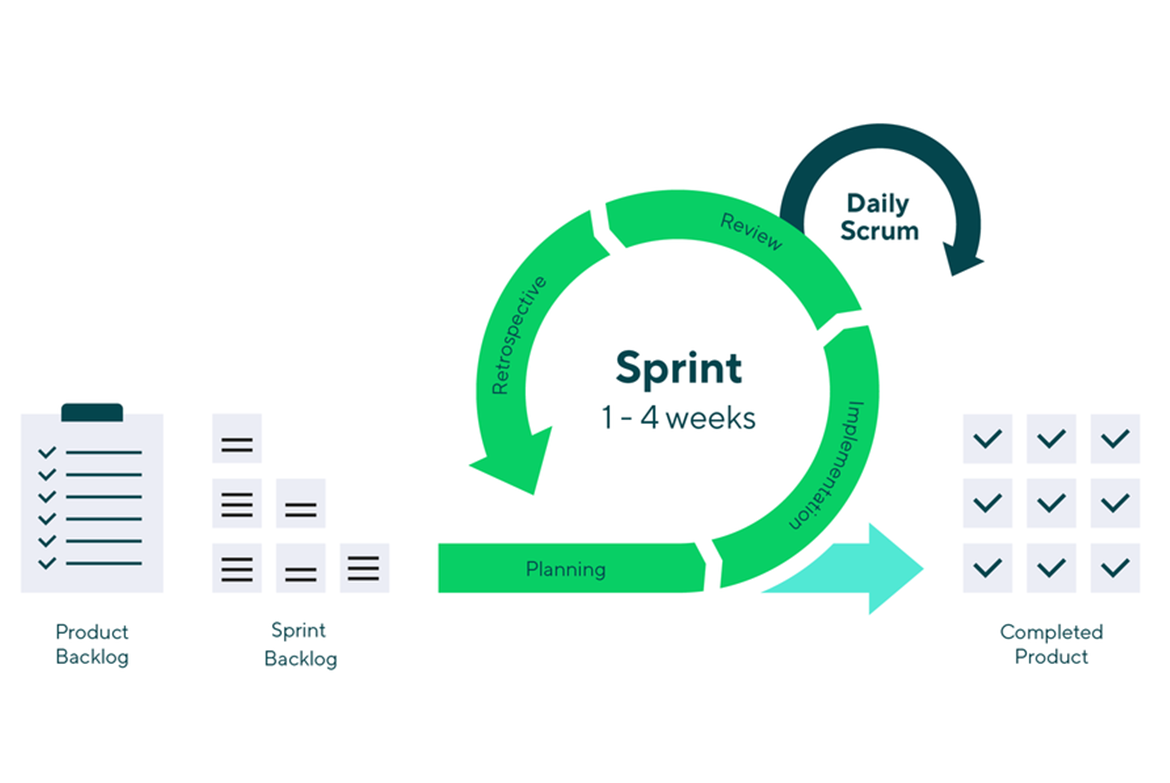 Daily
Scrum
Review
Retrospective
Sprint
1 - 4 weeks
Implementation
Planning
Product
Backlog
Sprint
Backlog
Completed
Product